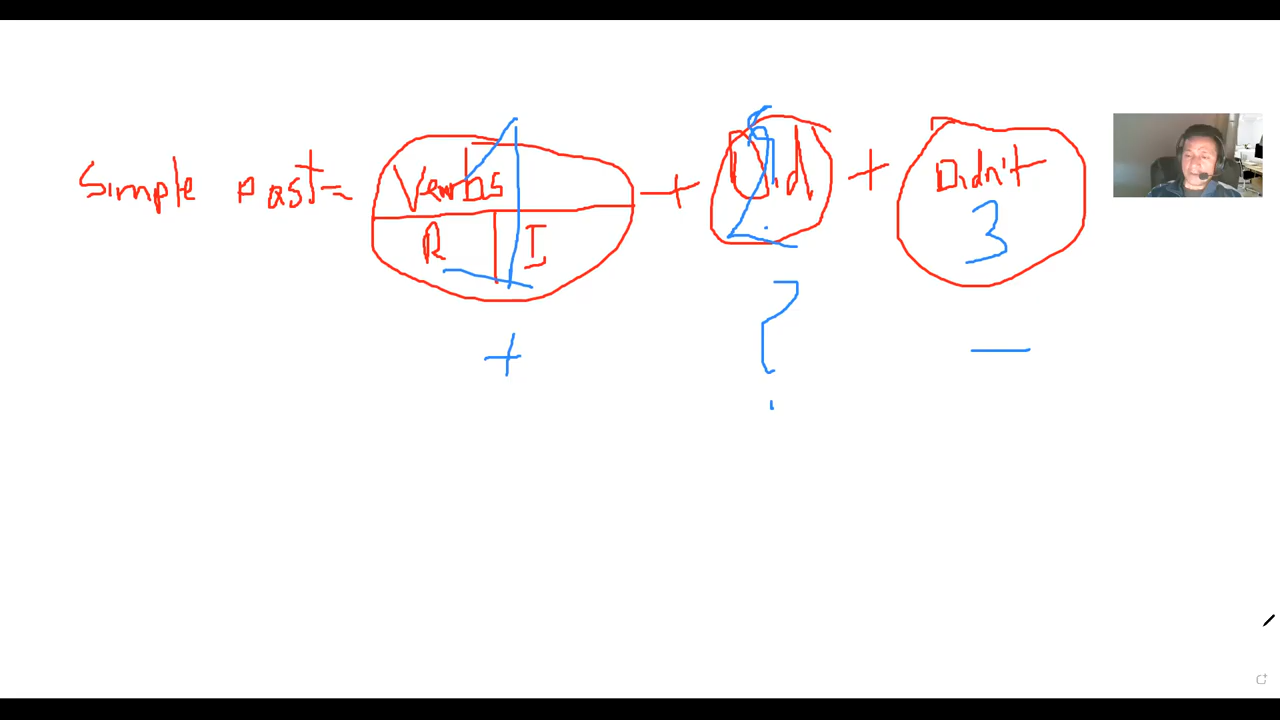 Simple past = Verbs + Did + Didn't
R I 1 2 3
+ ? -